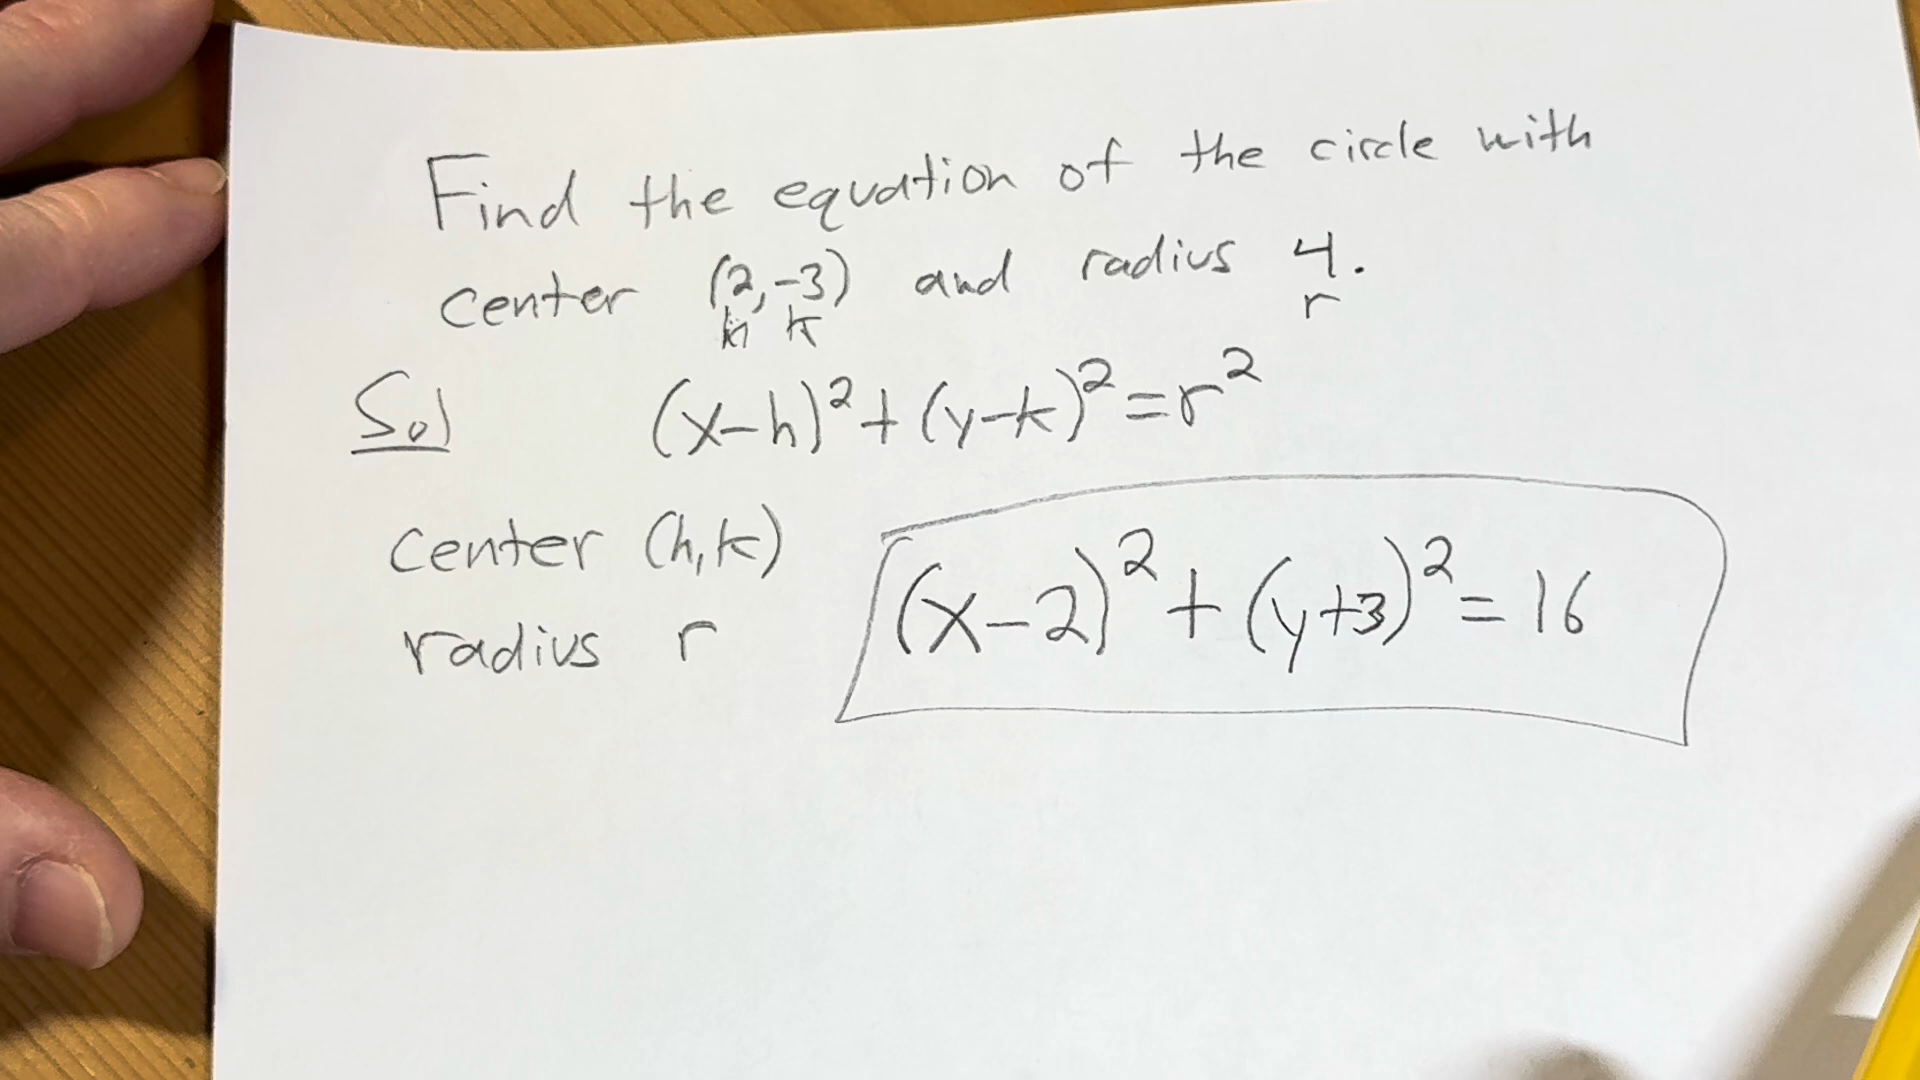 Find the equation of the circle with
center (2,-3) and radius 4.
h k r
Sol (x-h)²+(y-k)²=r²
center (h,k)
radius r
(x-2)²+(y+3)²=16